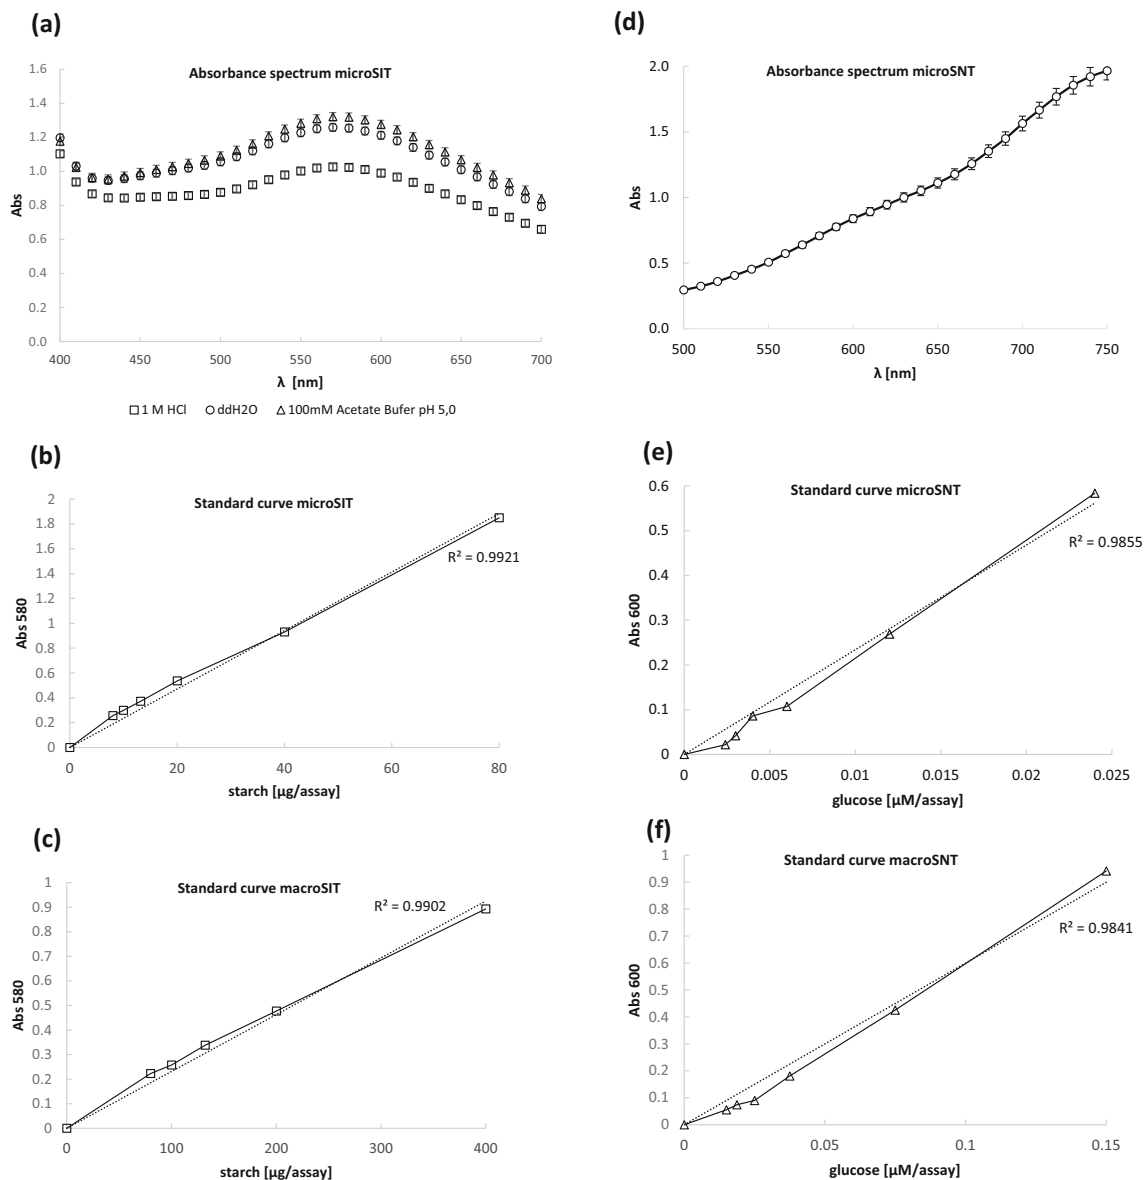 (a)
Absorbance spectrum microSIT
1.6
1.4
1.2
1.0
0.8
0.6
0.4
0.2
0.0
Abs
400 450 500 550 600 650 700
λ [nm]
1 M HCl ddH2O 100mM Acetate Bufer pH 5,0
(b)
Standard curve microSIT
2
1.8
1.6
1.4
1.2
1
0.8
0.6
0.4
0.2
0
Abs 580
R² = 0.9921
0 20 40 60 80
starch [µg/assay]
(c)
Standard curve macroSIT
1
0.9
0.8
0.7
0.6
0.5
0.4
0.3
0.2
0.1
0
Abs 580
R² = 0.9902
0 100 200 300 400
starch [µg/assay]
(d)
Absorbance spectrum microSNT
2.0
1.5
1.0
0.5
0.0
Abs
500 550 600 650 700 750
λ [nm]
(e)
Standard curve microSNT
0.6
0.5
0.4
0.3
0.2
0.1
0
Abs 600
R² = 0.9855
0 0.005 0.01 0.015 0.02 0.025
glucose [µM/assay]
(f)
Standard curve macroSNT
1
0.9
0.8
0.7
0.6
0.5
0.4
0.3
0.2
0.1
0
Abs 600
R² = 0.9841
0 0.05 0.1 0.15
glucose [µM/assay]